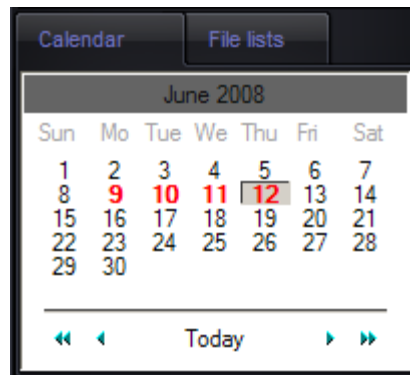 Calendar File lists
June 2008
Sun Mo Tue We Thu Fri Sat
1 2 3 4 5 6 7
8 9 10 11 12 13 14
15 16 17 18 19 20 21
22 23 24 25 26 27 28
29 30
Today